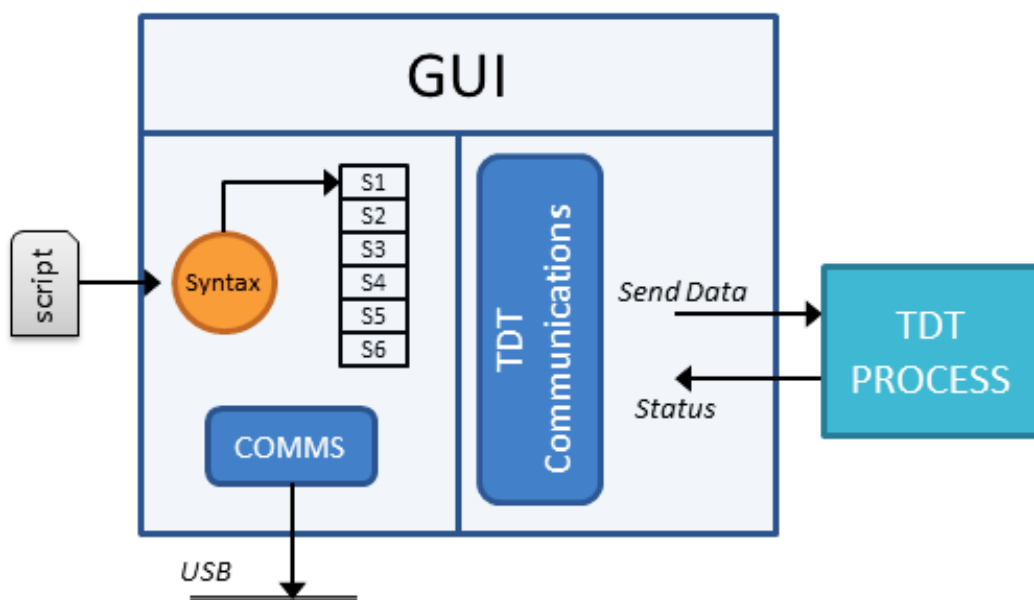 GUI
script
Syntax
S1
S2
S3
S4
S5
S6
COMMS
USB
TDT
Communications
Send Data
Status
TDT
PROCESS